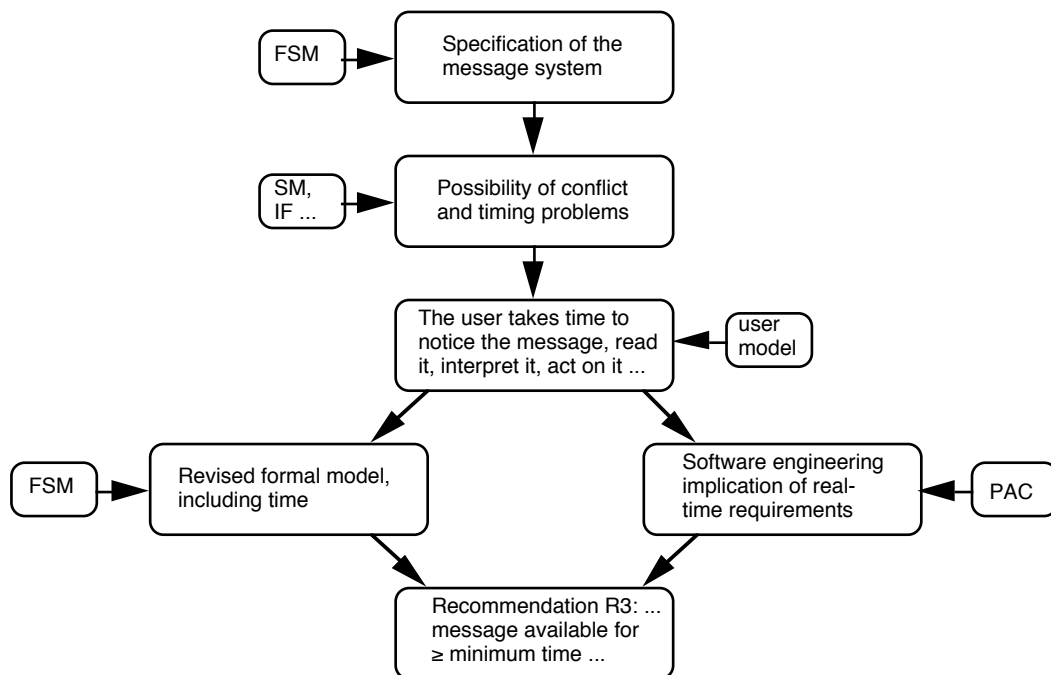 FSM
Specification of the
message system
SM,
IF ...
Possibility of conflict
and timing problems
The user takes time to
notice the message, read
it, interpret it, act on it ...
user
model
FSM
Revised formal model,
including time
Software engineering
implication of real-
time requirements
PAC
Recommendation R3: ...
message available for
≥ minimum time ...